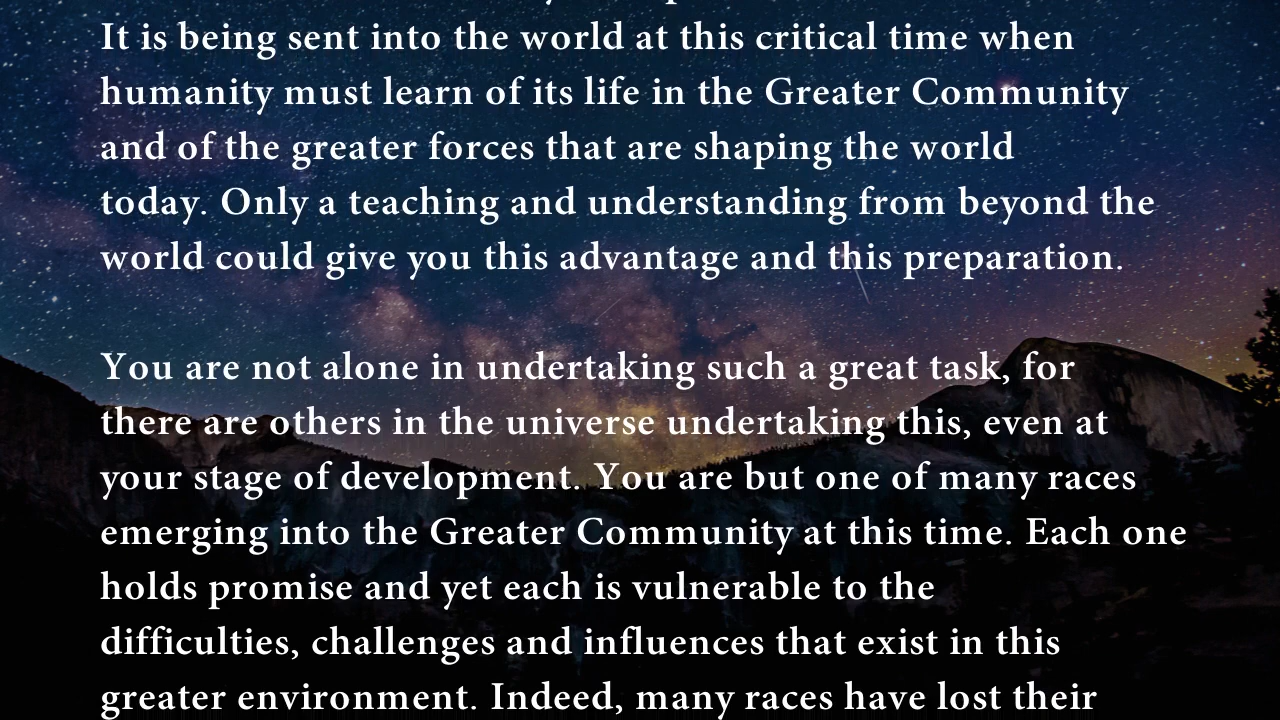 It is being sent into the world at this critical time when
humanity must learn of its life in the Greater Community
and of the greater forces that are shaping the world
today. Only a teaching and understanding from beyond the
world could give you this advantage and this preparation.
You are not alone in undertaking such a great task, for
there are others in the universe undertaking this, even at
your stage of development. You are but one of many races
emerging into the Greater Community at this time. Each one
holds promise and yet each is vulnerable to the
difficulties, challenges and influences that exist in this
greater environment. Indeed, many races have lost their